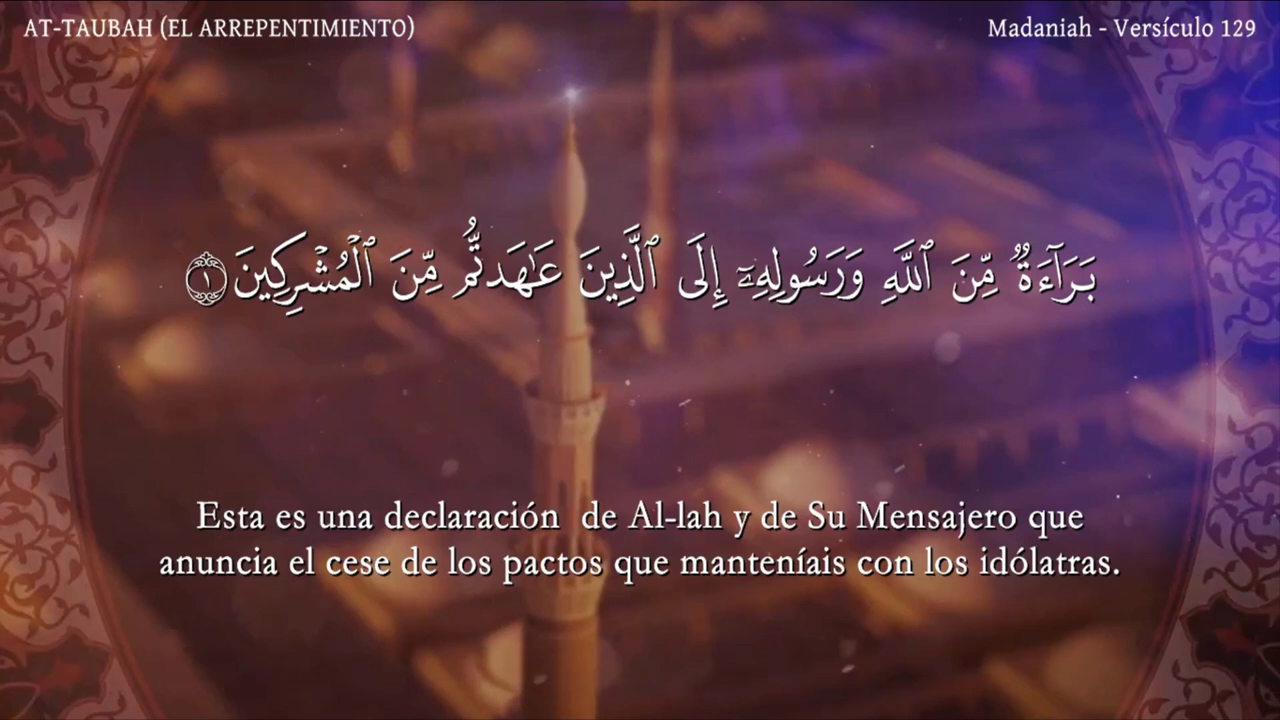 AT-TAUBAH (EL ARREPENTIMIENTO)
Madaniah - Versículo 129
بَرَآءَةٌ مِّنَ ٱللَّهِ وَرَسُولِهِۦٓ إِلَى ٱلَّذِينَ عَٰهَدتُّم مِّنَ ٱلْمُشْرِكِينَ ١
Esta es una declaración de Al-lah y de Su Mensajero que
anuncia el cese de los pactos que manteníais con los idólatras.